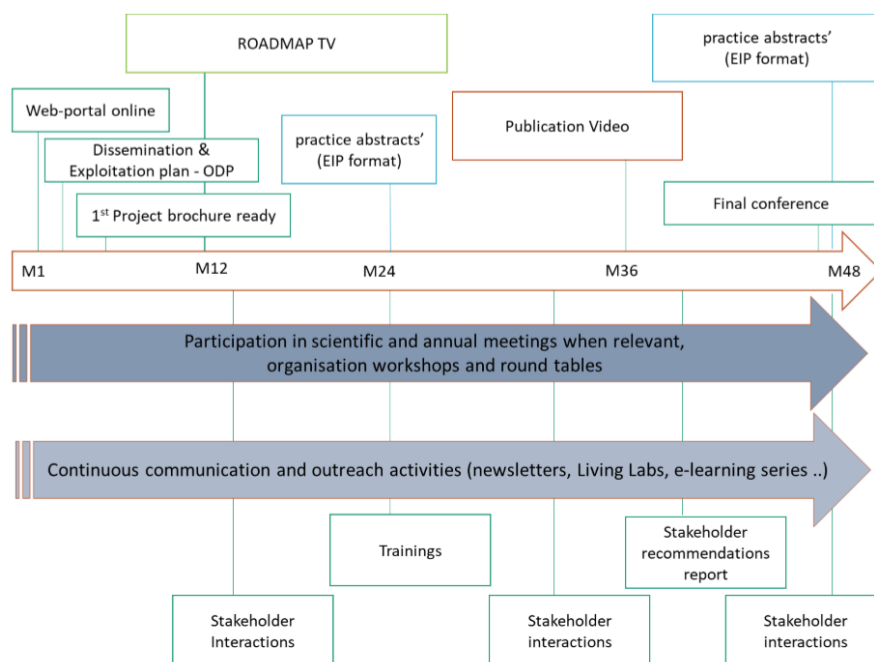 ROADMAP TV
practice abstracts’
(EIP format)
Web-portal online
Dissemination &
Exploitation plan - ODP
practice abstracts’
(EIP format)
Publication Video
1st Project brochure ready
Final conference
M1
M12
M24
M36
M48
Participation in scientific and annual meetings when relevant,
organisation workshops and round tables
Continuous communication and outreach activities (newsletters, Living Labs, e-learning series ..)
Trainings
Stakeholder
recommendations
report
Stakeholder
Interactions
Stakeholder
interactions
Stakeholder
interactions